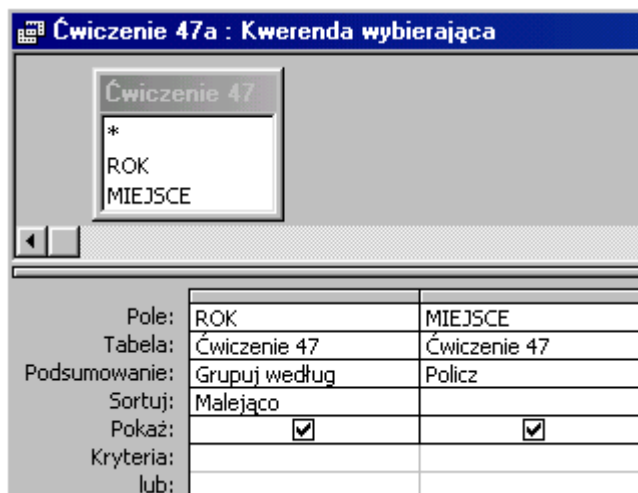 Ćwiczenie 47a : Kwerenda wybierająca
Ćwiczenie 47
*
ROK
MIEJSCE
Pole: ROK MIEJSCE
Tabela: Ćwiczenie 47 Ćwiczenie 47
Podsumowanie: Grupuj według Policz
Sortuj: Malejąco
Pokaż:
Kryteria:
lub: